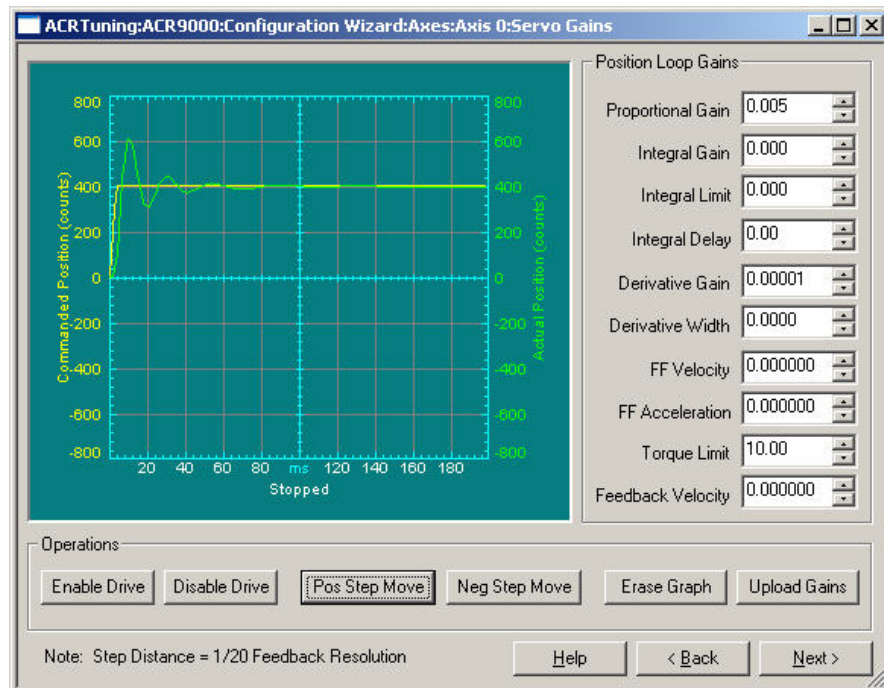 ACRTuning:ACR9000:Configuration Wizard:Axes:Axis 0:Servo Gains
800
600
400
200
0
-200
-400
-600
-800
Commanded Position (counts)
800
600
400
200
0
-200
-400
-600
-800
Actual Position (counts)
20 40 60 80 ms 120 140 160 180
Stopped
Position Loop Gains
Proportional Gain 0.005
Integral Gain 0.000
Integral Limit 0.000
Integral Delay 0.00
Derivative Gain 0.00001
Derivative Width 0.0000
FF Velocity 0.000000
FF Acceleration 0.000000
Torque Limit 10.00
Feedback Velocity 0.000000
Operations
Enable Drive Disable Drive Pos Step Move Neg Step Move Erase Graph Upload Gains
Note: Step Distance = 1/20 Feedback Resolution
Help < Back Next >